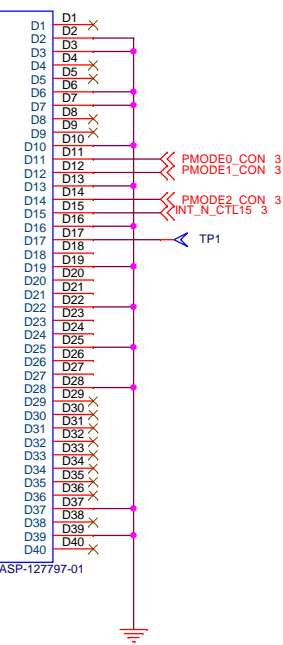 D1 D1
D2 D2
D3 D3
D4 D4
D5 D5
D6 D6
D7 D7
D8 D8
D9 D9
D10 D10
D11 D11 PMODE0_CON 3
D12 D12 PMODE1_CON 3
D13 D13
D14 D14 PMODE2_CON 3
D15 D15 INT_N_CTL15 3
D16 D16
D17 D17 TP1
D18 D18
D19 D19
D20 D20
D21 D21
D22 D22
D23 D23
D24 D24
D25 D25
D26 D26
D27 D27
D28 D28
D29 D29
D30 D30
D31 D31
D32 D32
D33 D33
D34 D34
D35 D35
D36 D36
D37 D37
D38 D38
D39 D39
D40 D40
ASP-127797-01